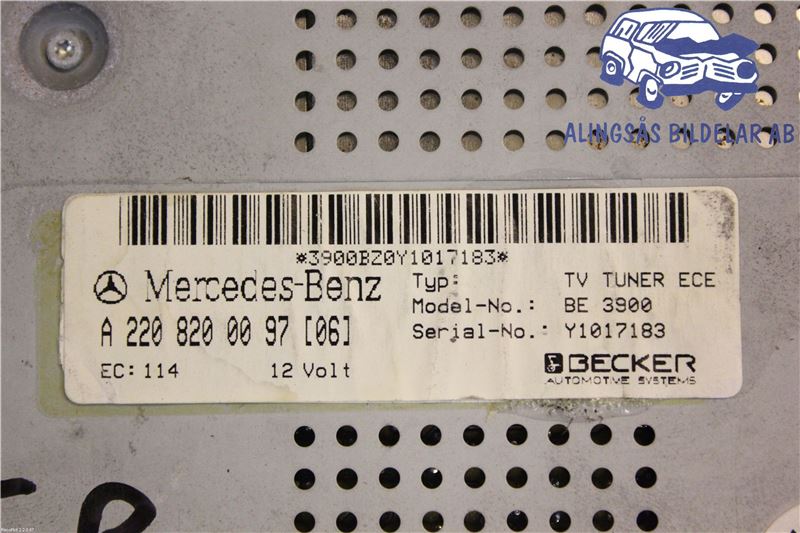 ALINGSÅS BILDELAR AB
*3900BZ0Y1017183*
Mercedes-Benz
A 220 820 00 97 [06]
EC: 114 12 Volt
Typ: TV TUNER ECE
Model-No.: BE 3900
Serial-No.: Y1017183
BECKER
AUTOMOTIVE SYSTEMS